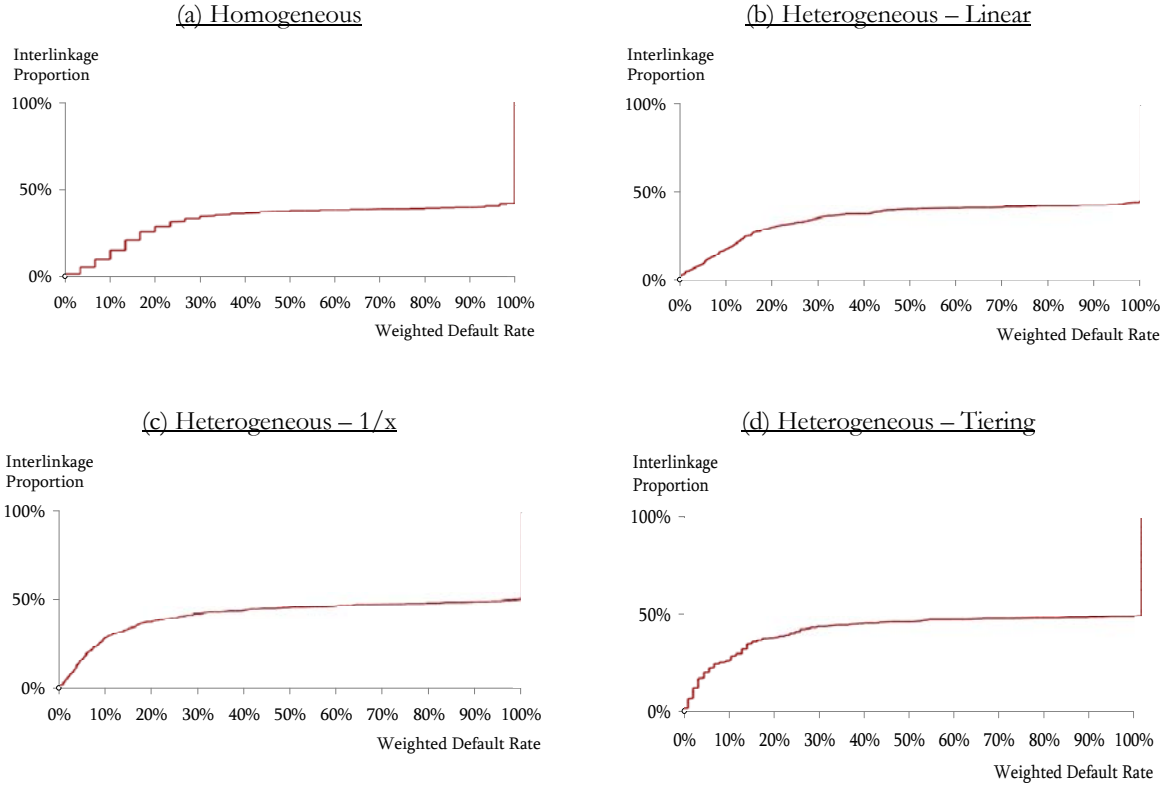 (a) Homogeneous
Interlinkage
Proportion
100%
50%
0%
0% 10% 20% 30% 40% 50% 60% 70% 80% 90% 100%
Weighted Default Rate
(b) Heterogeneous – Linear
Interlinkage
Proportion
100%
50%
0%
0% 10% 20% 30% 40% 50% 60% 70% 80% 90% 100%
Weighted Default Rate
(c) Heterogeneous – 1/x
Interlinkage
Proportion
100%
50%
0%
0% 10% 20% 30% 40% 50% 60% 70% 80% 90% 100%
Weighted Default Rate
(d) Heterogeneous – Tiering
Interlinkage
Proportion
100%
50%
0%
0% 10% 20% 30% 40% 50% 60% 70% 80% 90% 100%
Weighted Default Rate